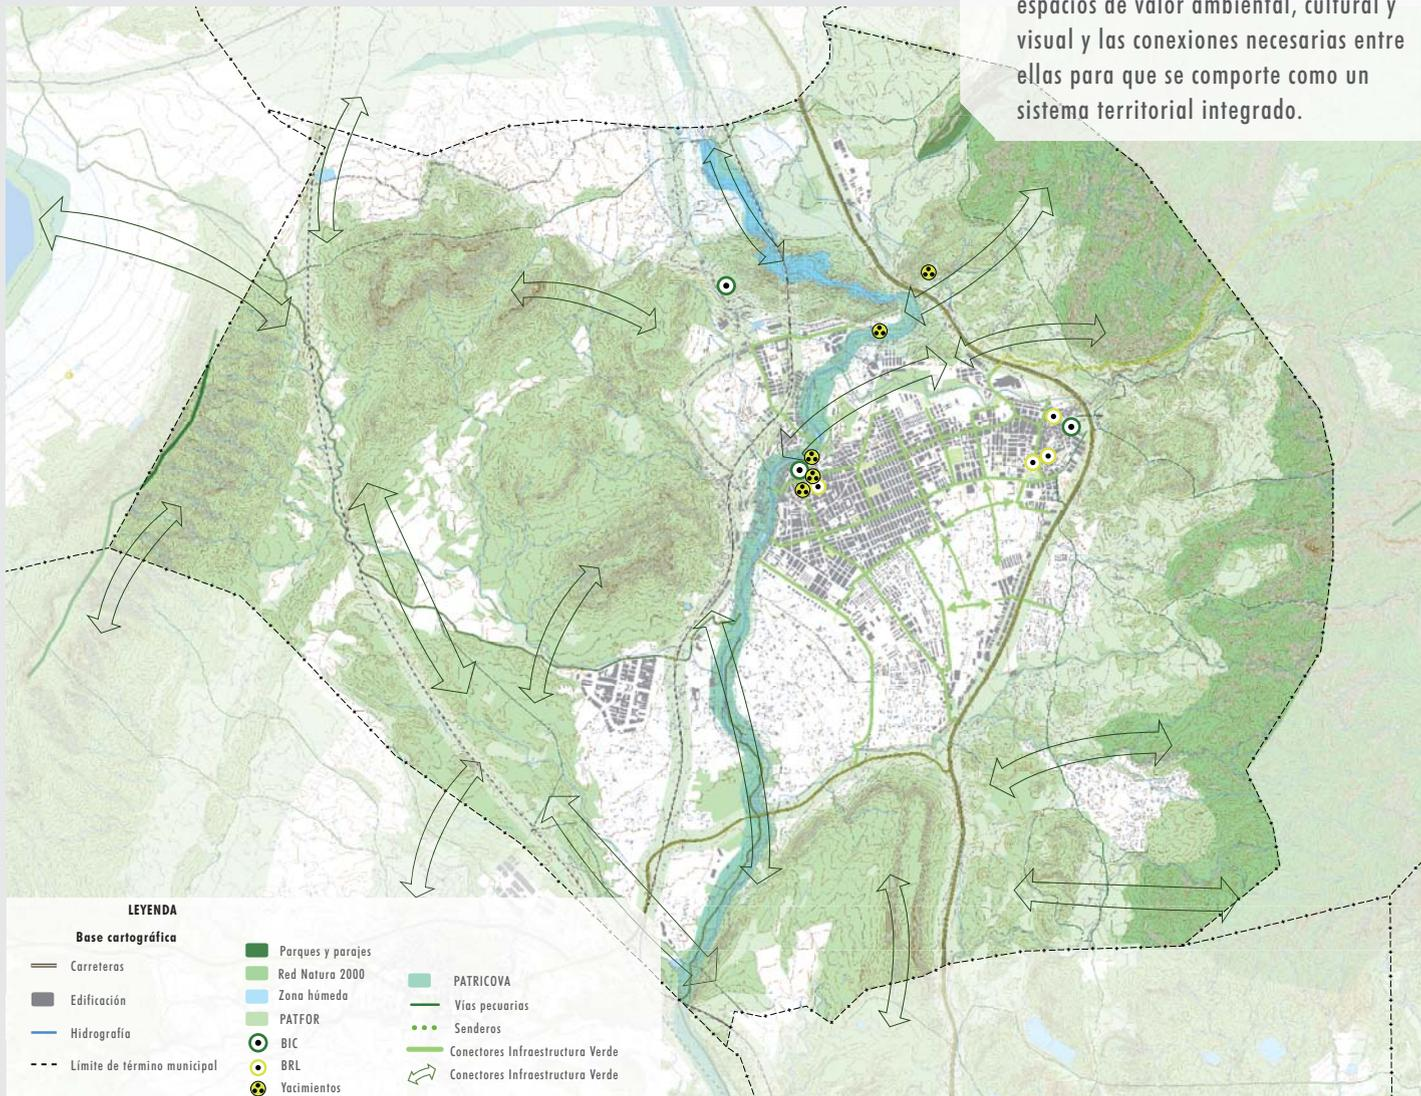 espacios de valor ambiental, cultural y
visual y las conexiones necesarias entre
ellas para que se comporte como un
sistema territorial integrado.
LEYENDA
Base cartográfica
Carreteras
Edificación
Hidrografía
Límite de término municipal
Parques y parajes
Red Natura 2000
Zona húmeda
PATFOR
BIC
BRL
Yacimientos
PATRICOVA
Vías pecuarias
Senderos
Conectores Infraestructura Verde
Conectores Infraestructura Verde